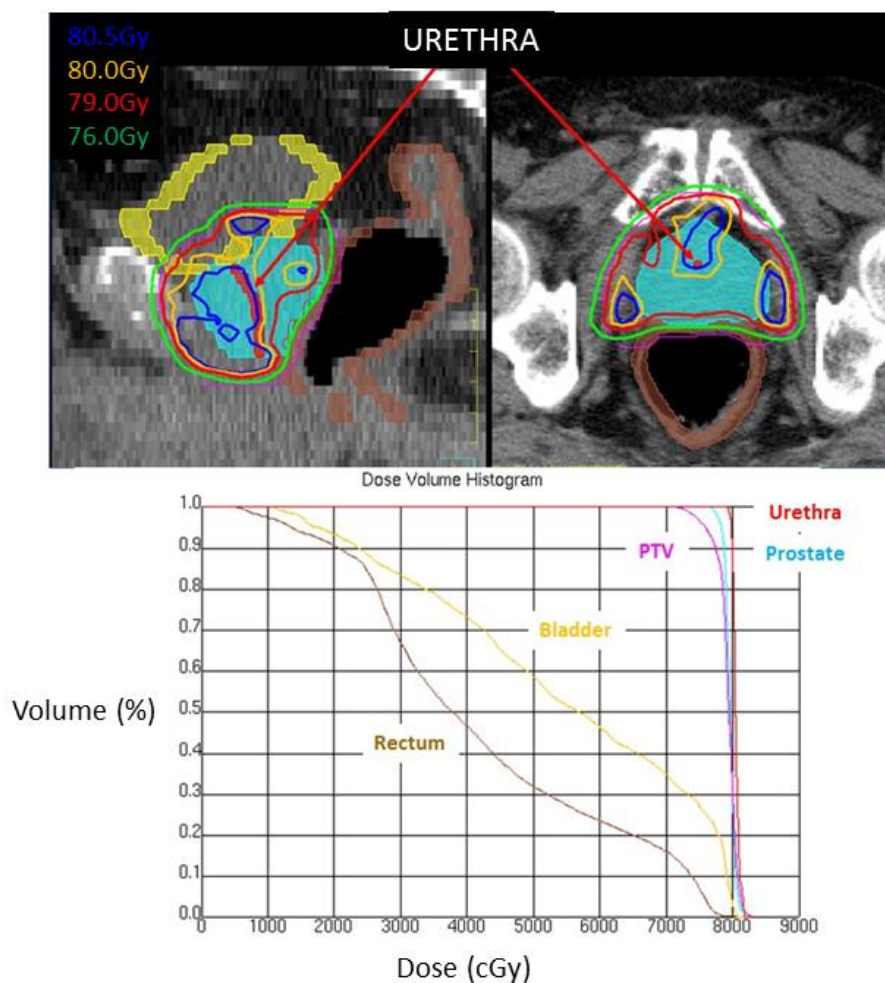 80.5Gy
80.0Gy
79.0Gy
76.0Gy
URETHRA
Dose Volume Histogram
1.0
0.9
0.8
0.7
0.6
0.5
0.4
0.3
0.2
0.1
0.0
Urethra
PTV
Prostate
Bladder
Rectum
Volume (%)
0 1000 2000 3000 4000 5000 6000 7000 8000 9000
Dose (cGy)